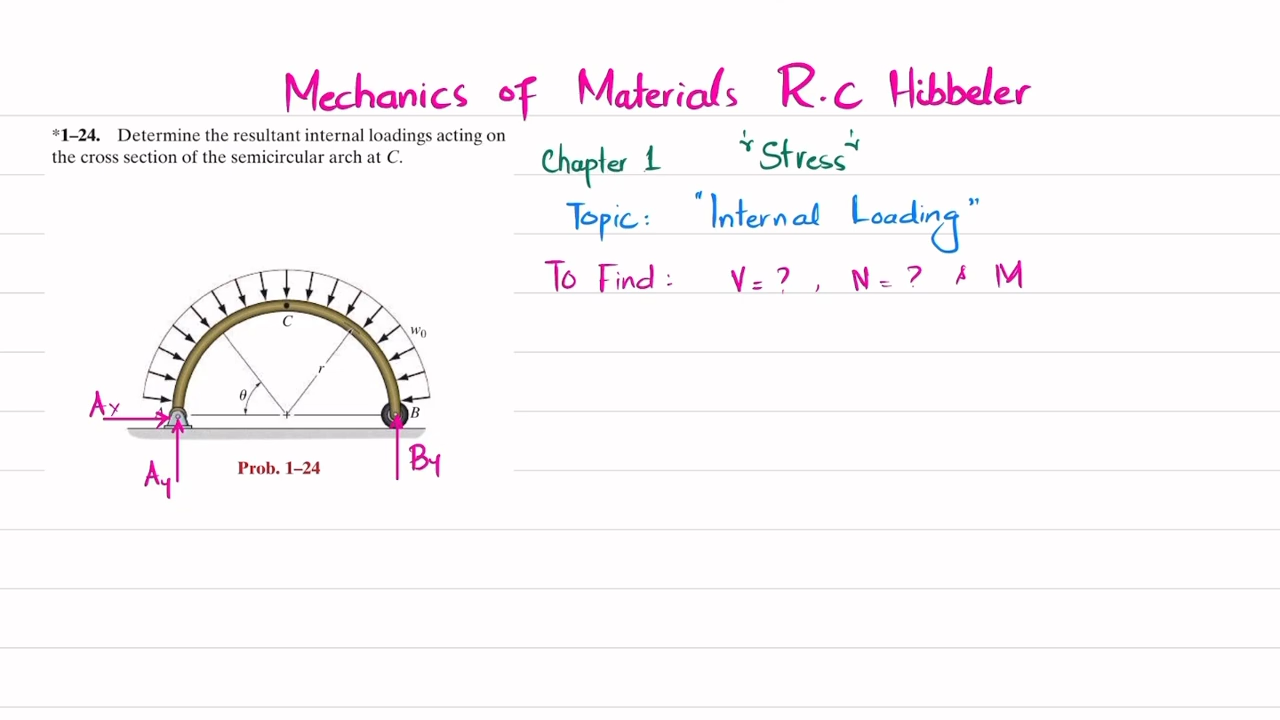 Mechanics of Materials R.C Hibbeler
*1–24. Determine the resultant internal loadings acting on
the cross section of the semicircular arch at C.
Chapter 1 "Stress"
Topic: "Internal Loading"
To Find: V = ? , N = ? & M
C
w0
r
θ
Ax
A
B
Ay
By
Prob. 1–24